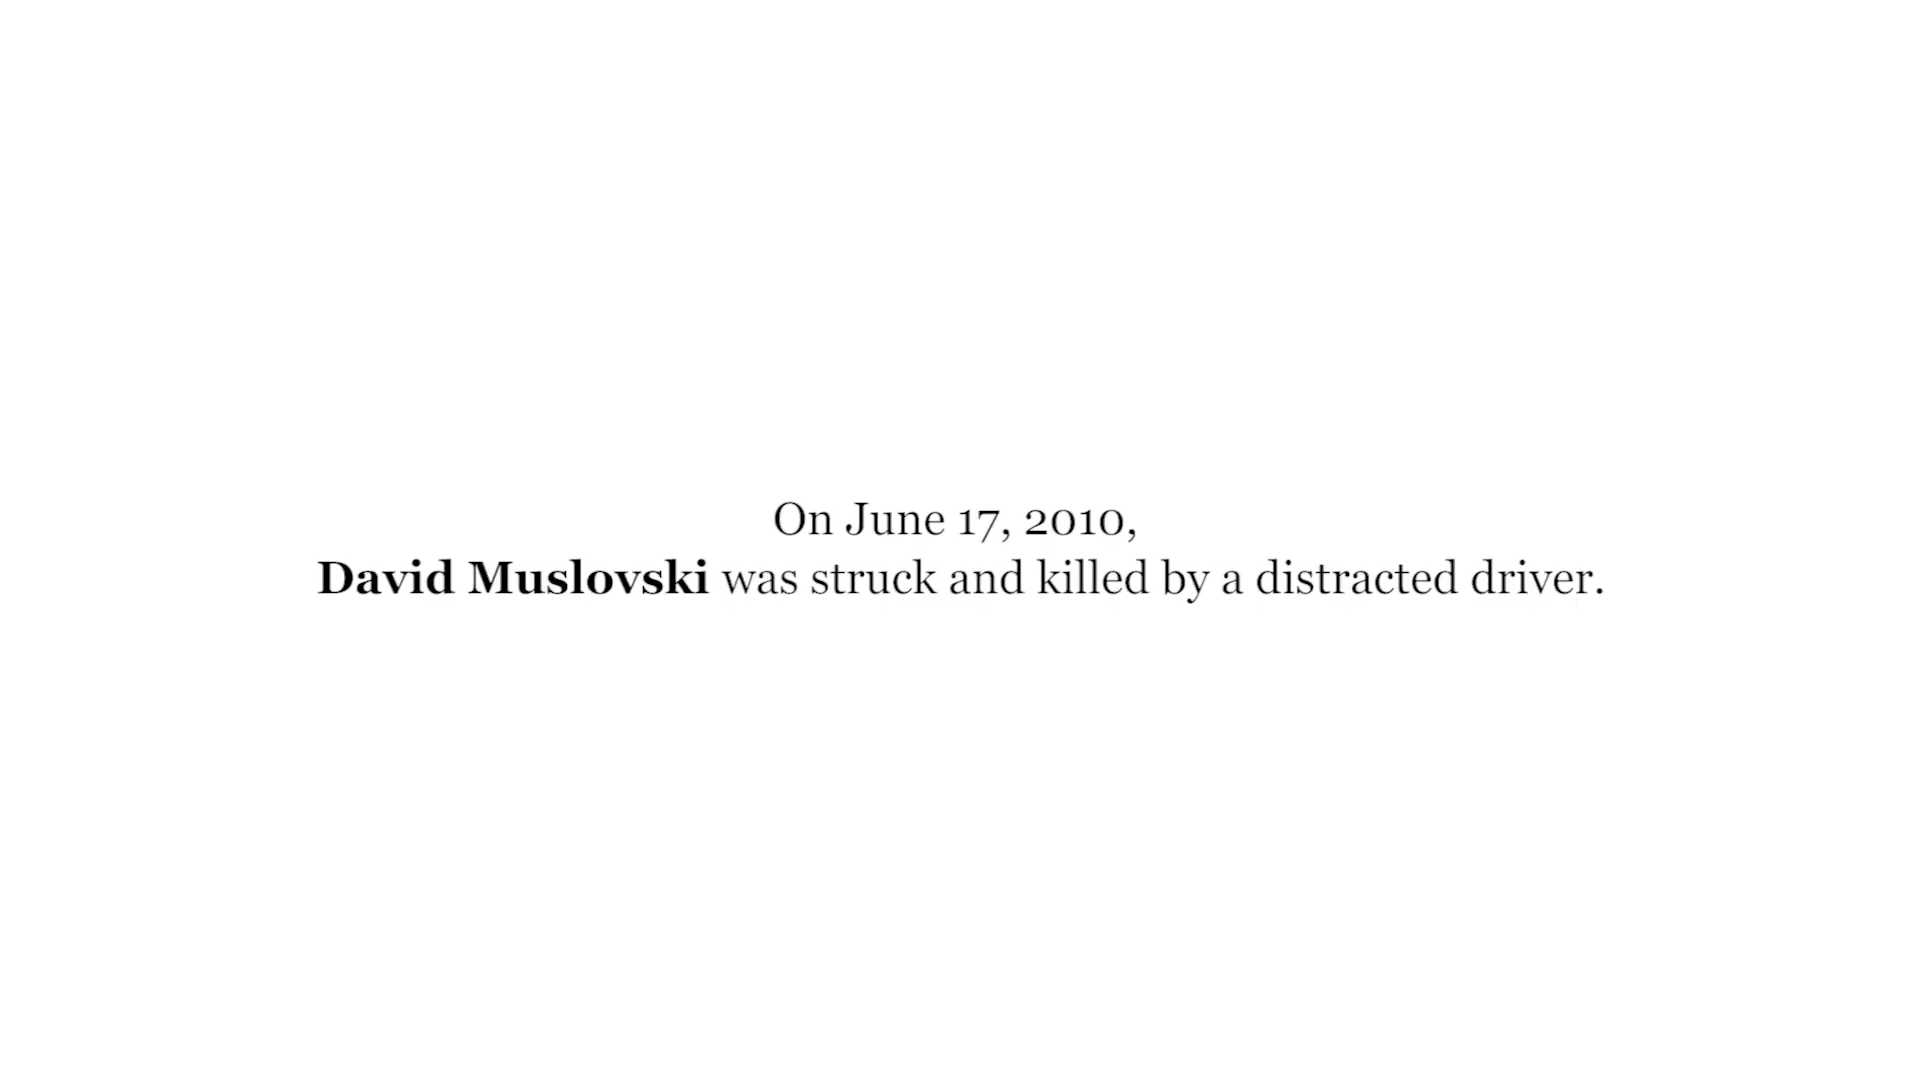 On June 17, 2010,
David Muslovski was struck and killed by a distracted driver.